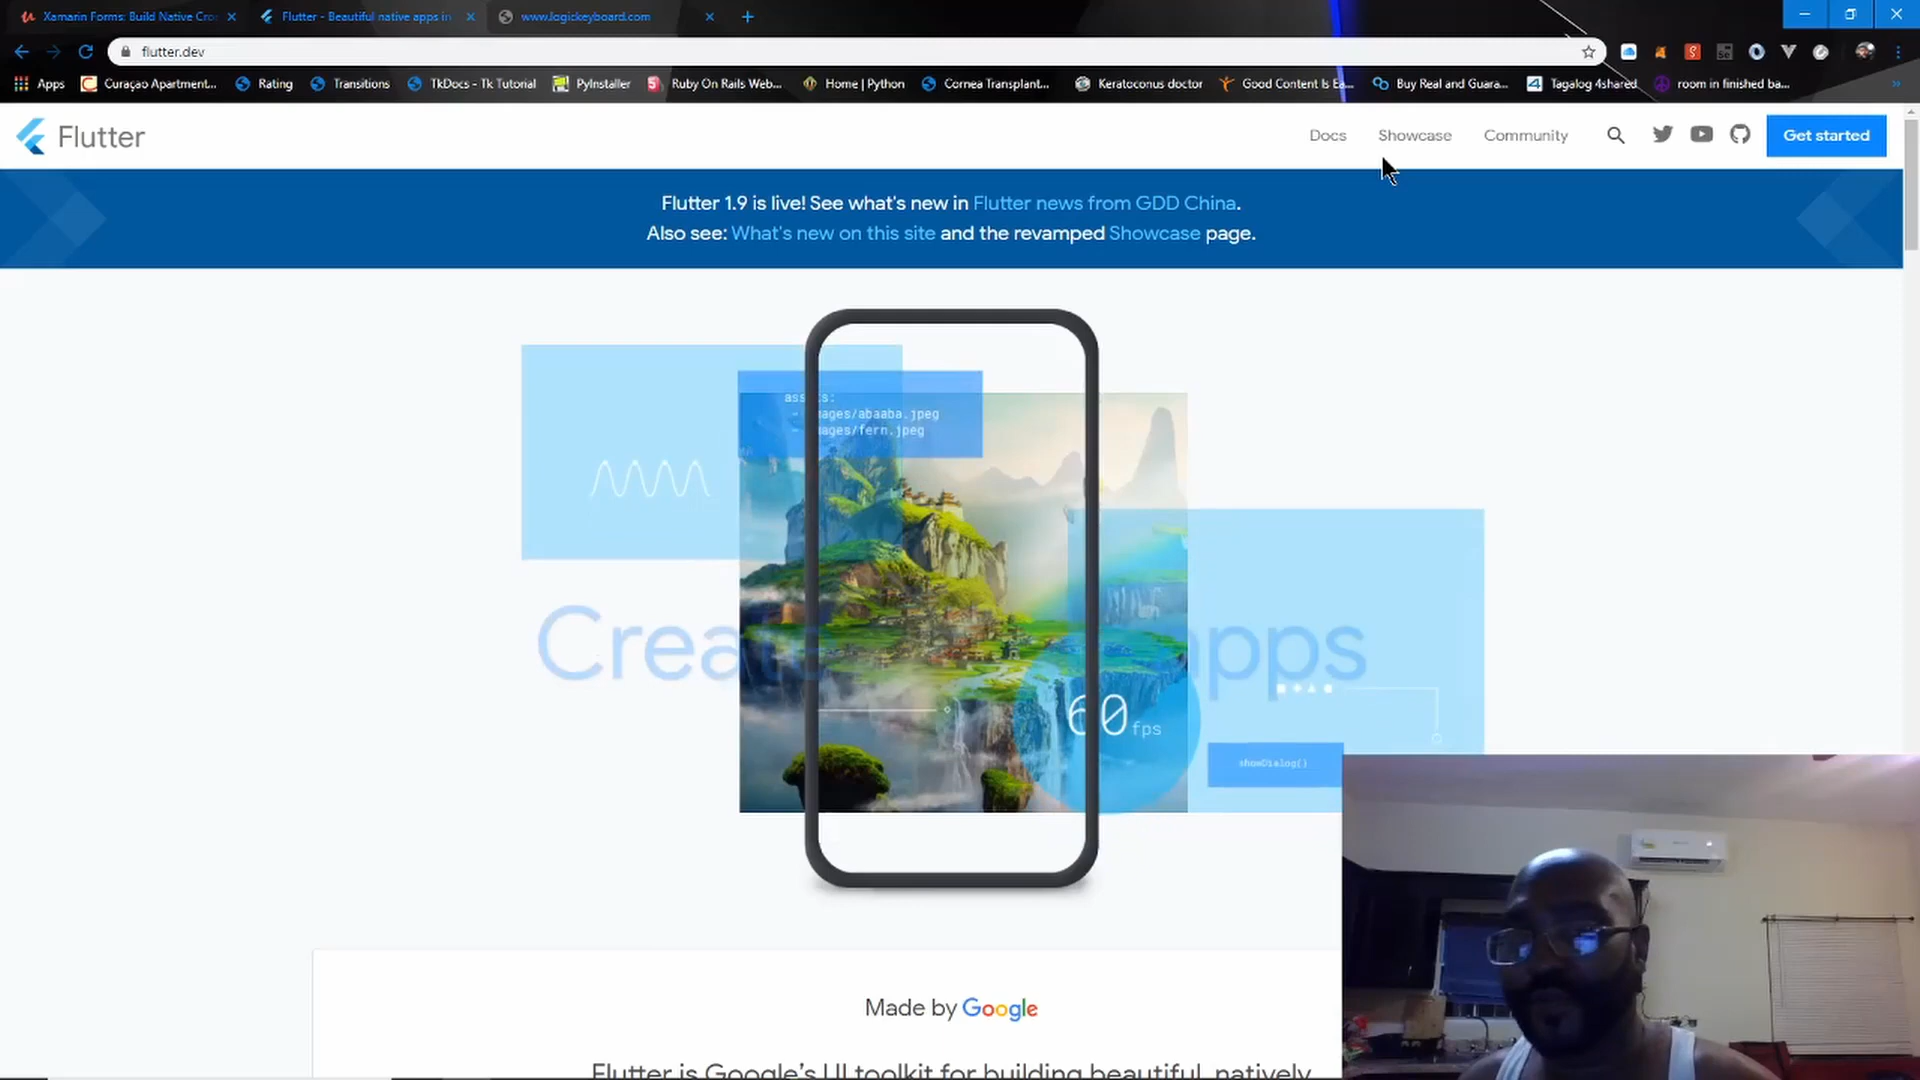 Xamarin Forms: Build Native Cro
Flutter - Beautiful native apps in
www.logickeyboard.com
flutter.dev
Apps
Curaçao Apartment...
Rating
Transitions
TkDocs - Tk Tutorial
PyInstaller
Ruby On Rails Web...
Home | Python
Cornea Transplant...
Keratoconus doctor
Good Content Is Ea...
Buy Real and Guara...
Tagalog 4shared
room in finished ba...
Flutter
Docs
Showcase
Community
Get started
Flutter 1.9 is live! See what's new in Flutter news from GDD China.
Also see: What's new on this site and the revamped Showcase page.
images/abaaba.jpeg
images/fern.jpeg
apps
60 fps
showDialog()
Made by Google
Flutter is Google's UI toolkit for building beautiful, natively